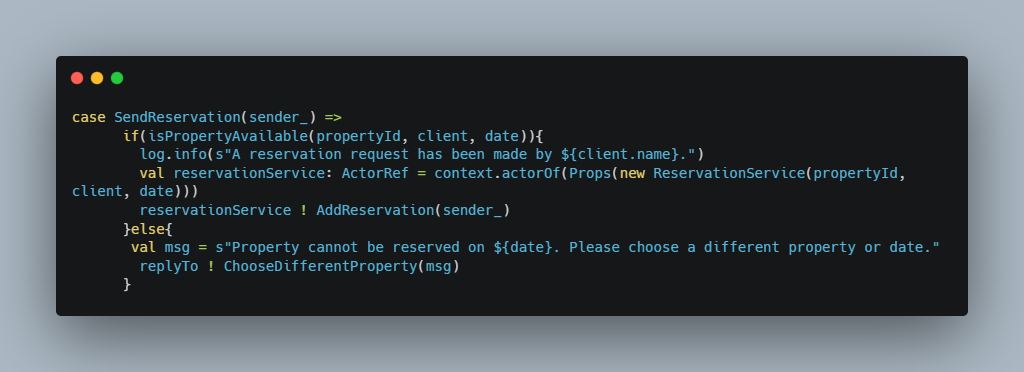 case SendReservation(sender_) =>
if(isPropertyAvailable(propertyId, client, date)){
log.info(s"A reservation request has been made by ${client.name}.")
val reservationService: ActorRef = context.actorOf(Props(new ReservationService(propertyId,
client, date)))
reservationService ! AddReservation(sender_)
}else{
val msg = s"Property cannot be reserved on ${date}. Please choose a different property or date."
replyTo ! ChooseDifferentProperty(msg)
}